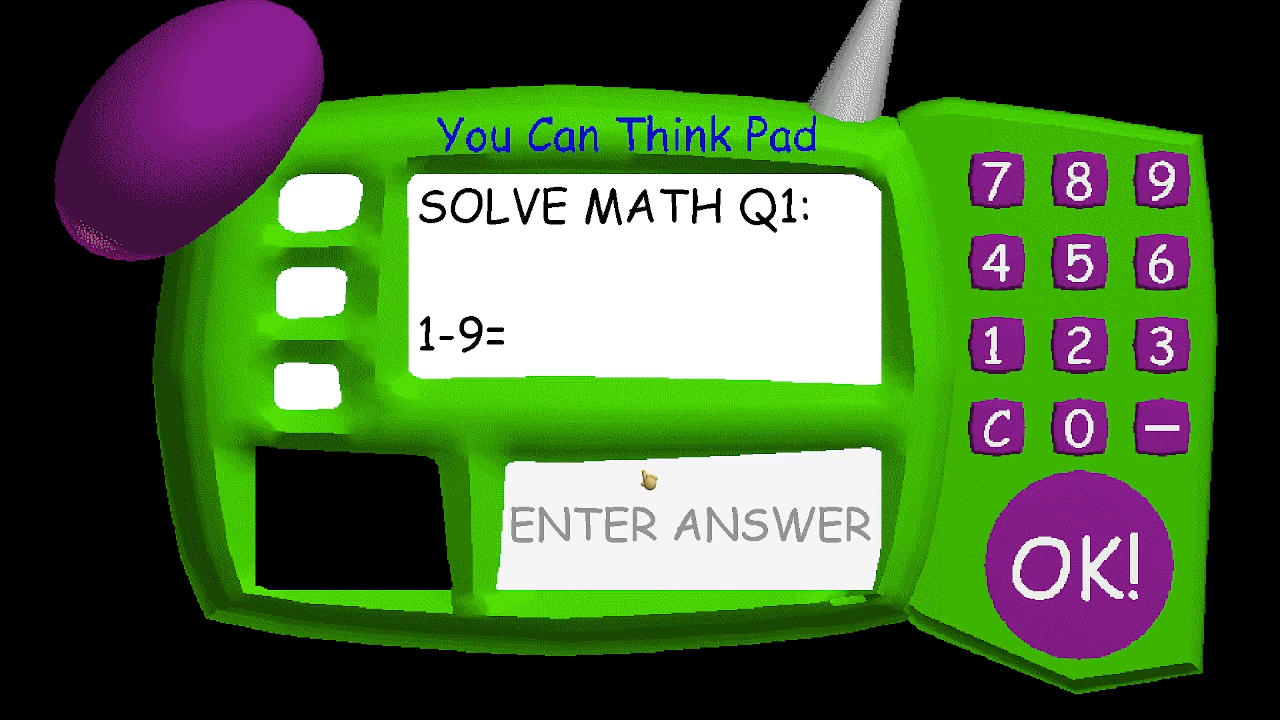 You Can Think Pad
SOLVE MATH Q1:
1-9=
ENTER ANSWER
7 8 9
4 5 6
1 2 3
C 0 −
OK!